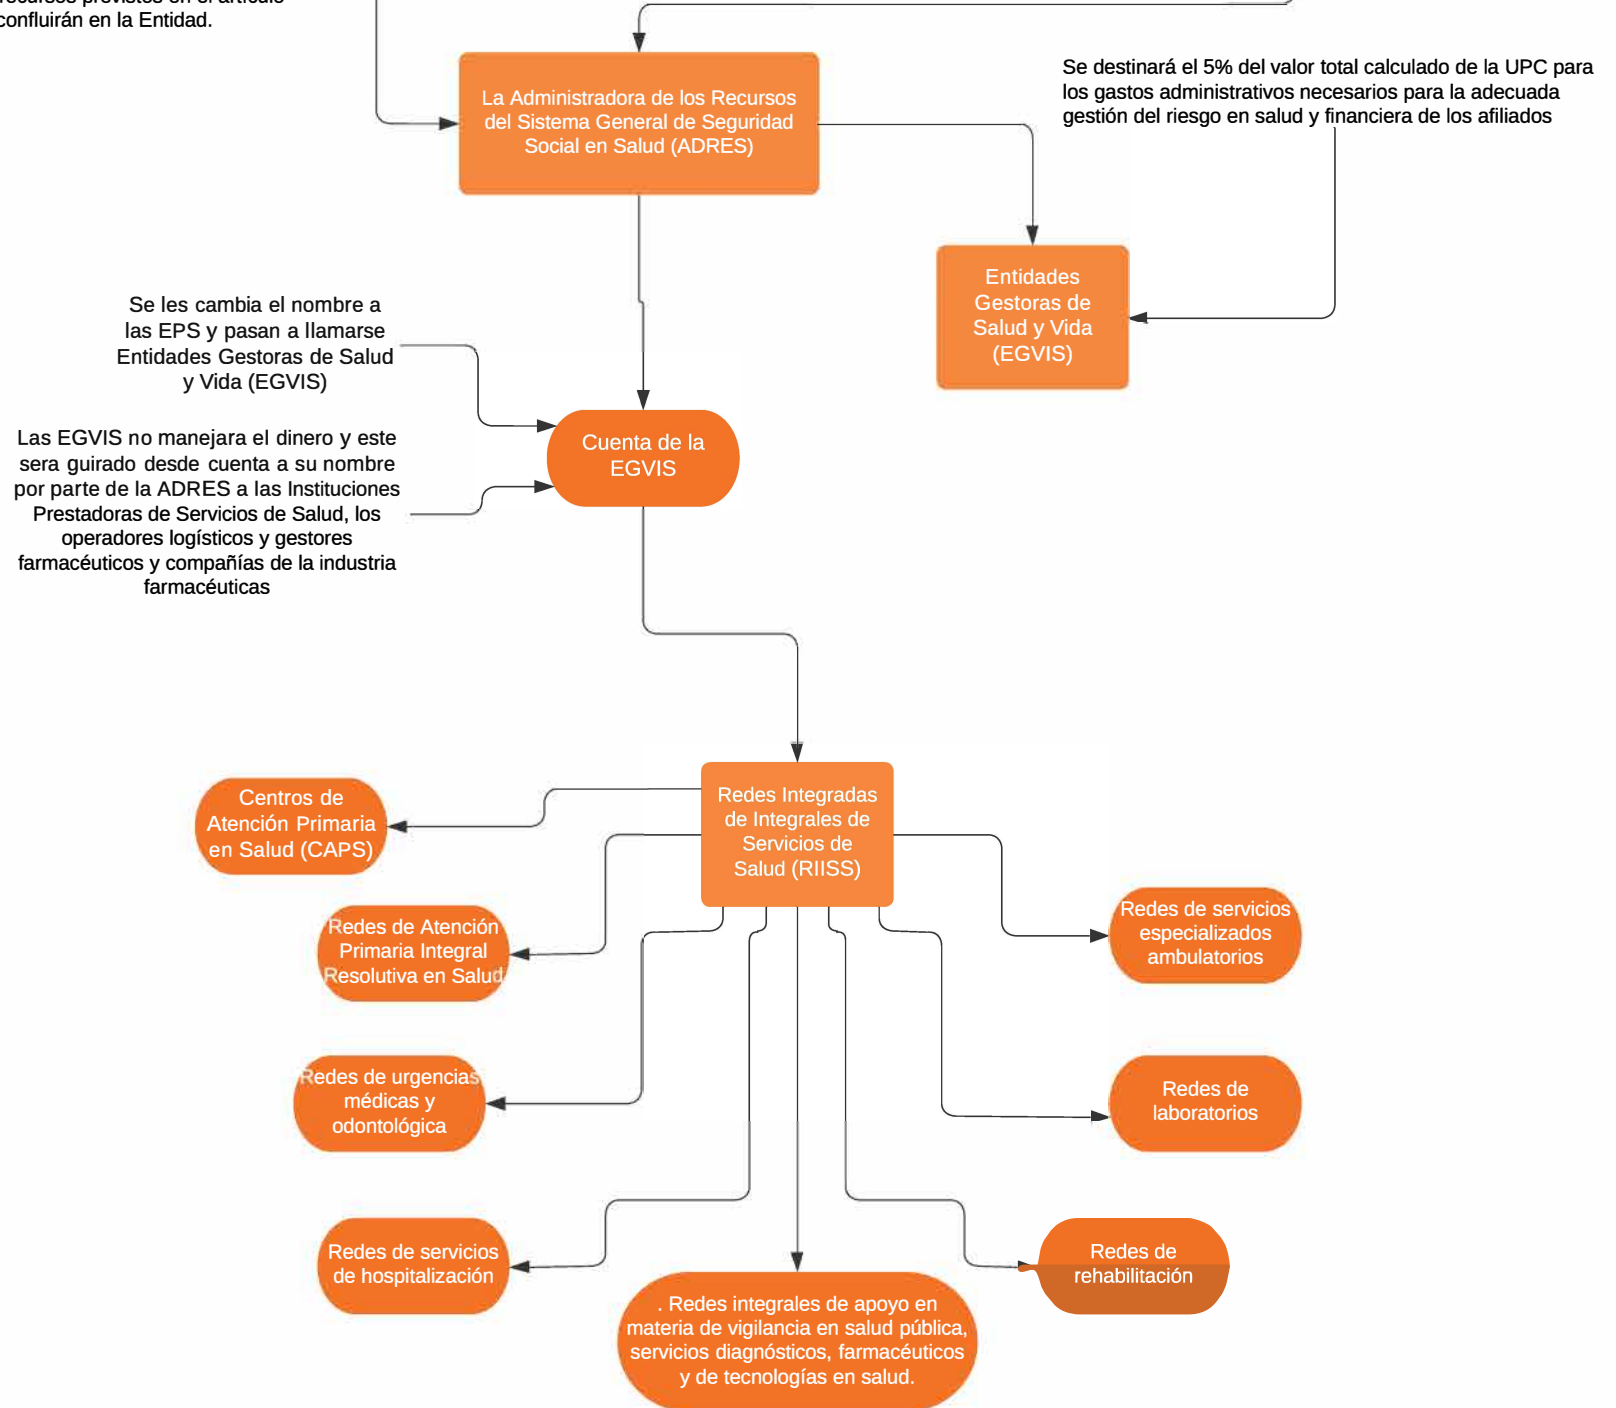 confluirán en la Entidad.
La Administradora de los Recursos
del Sistema General de Seguridad
Social en Salud (ADRES)
Se destinará el 5% del valor total calculado de la UPC para
los gastos administrativos necesarios para la adecuada
gestión del riesgo en salud y financiera de los afiliados
Entidades
Gestoras de
Salud y Vida
(EGVIS)
Se les cambia el nombre a
las EPS y pasan a llamarse
Entidades Gestoras de Salud
y Vida (EGVIS)
Las EGVIS no manejara el dinero y este
sera guirado desde cuenta a su nombre
por parte de la ADRES a las Instituciones
Prestadoras de Servicios de Salud, los
operadores logísticos y gestores
farmacéuticos y compañías de la industria
farmacéuticas
Cuenta de la
EGVIS
Redes Integradas
de Integrales de
Servicios de
Salud (RIISS)
Centros de
Atención Primaria
en Salud (CAPS)
Redes de Atención
Primaria Integral
Resolutiva en Salud
Redes de servicios
especializados
ambulatorios
Redes de urgencias
médicas y
odontológica
Redes de
laboratorios
Redes de servicios
de hospitalización
Redes de
rehabilitación
. Redes integrales de apoyo en
materia de vigilancia en salud pública,
servicios diagnósticos, farmacéuticos
y de tecnologías en salud.